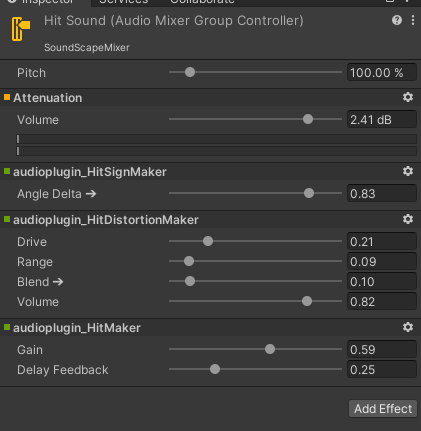 Inspector
Services
Collaborate
Hit Sound (Audio Mixer Group Controller)
SoundScapeMixer
Pitch 100.00 %
Attenuation
Volume 2.41 dB
audioplugin_HitSignMaker
Angle Delta ➔ 0.83
audioplugin_HitDistortionMaker
Drive 0.21
Range 0.09
Blend ➔ 0.10
Volume 0.82
audioplugin_HitMaker
Gain 0.59
Delay Feedback 0.25
Add Effect